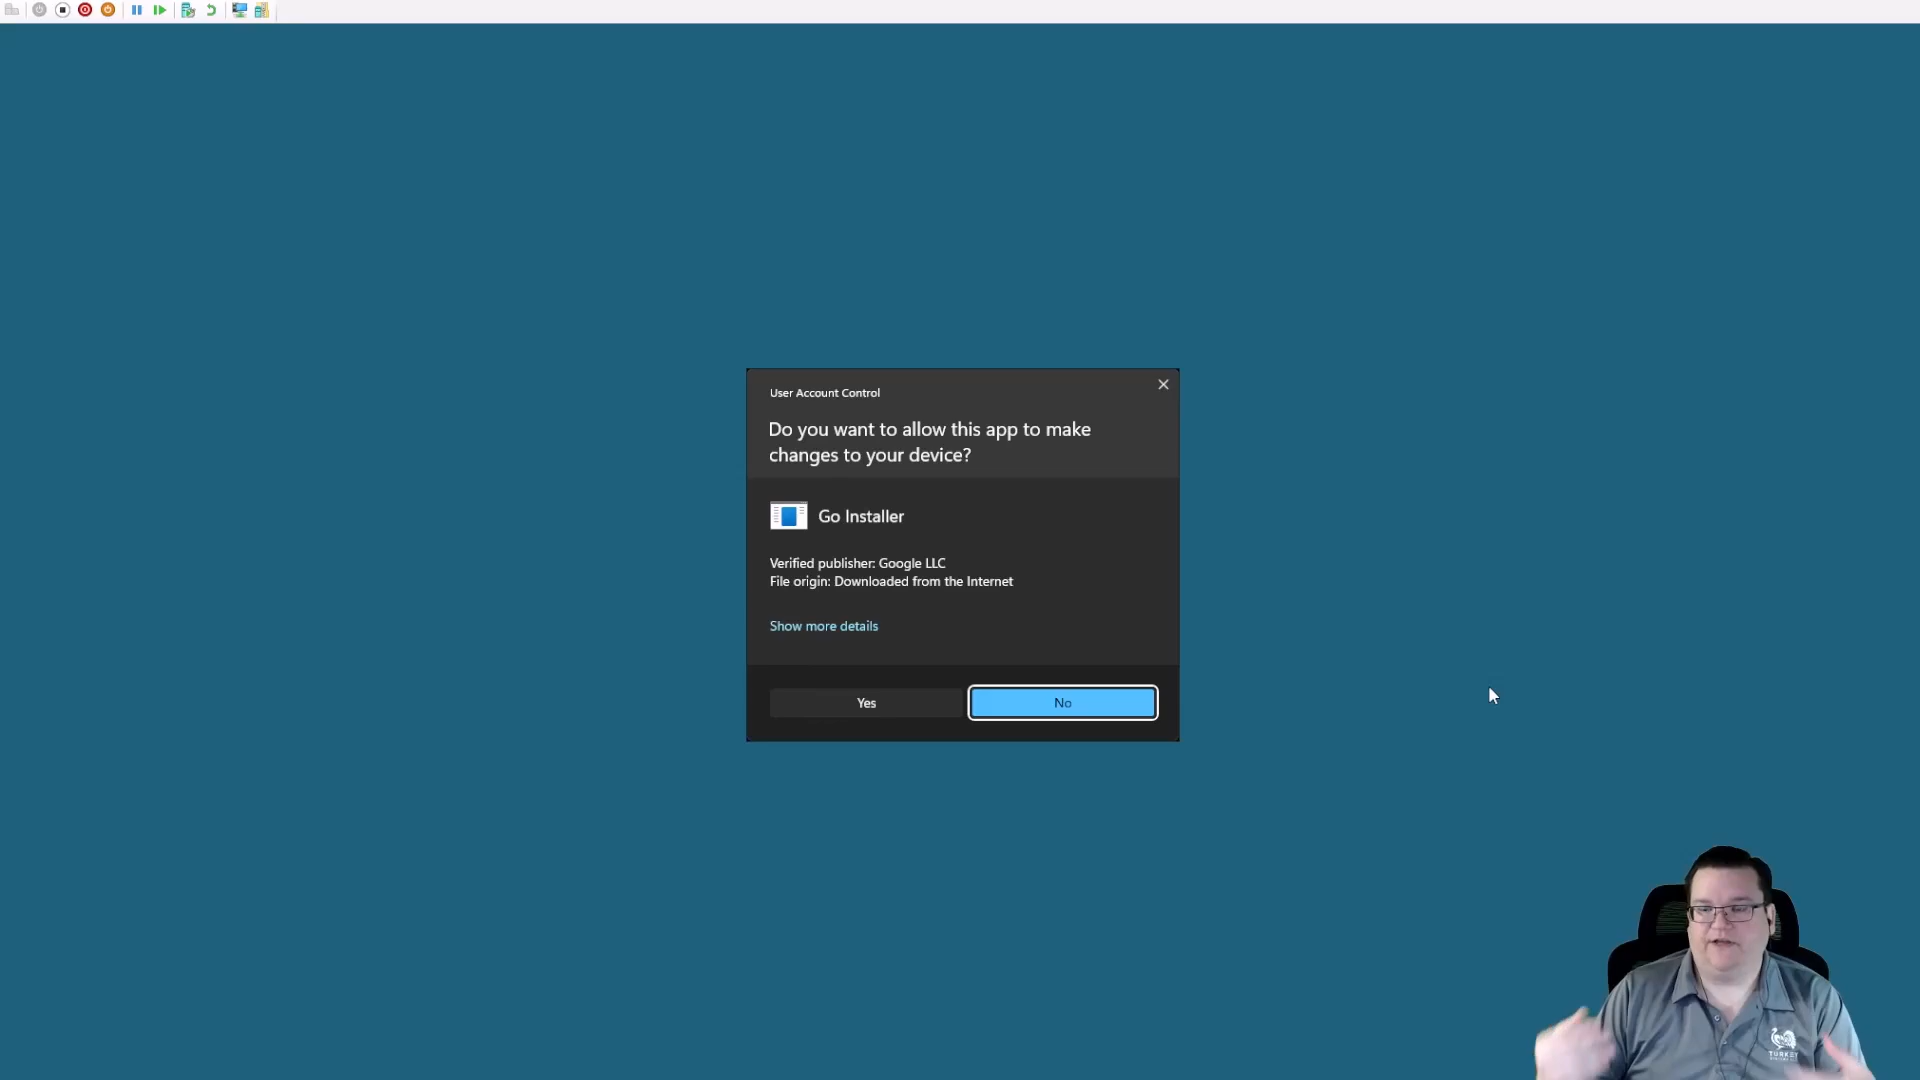 User Account Control
Do you want to allow this app to make
changes to your device?
Go Installer
Verified publisher: Google LLC
File origin: Downloaded from the Internet
Show more details
Yes
No
TURKEY